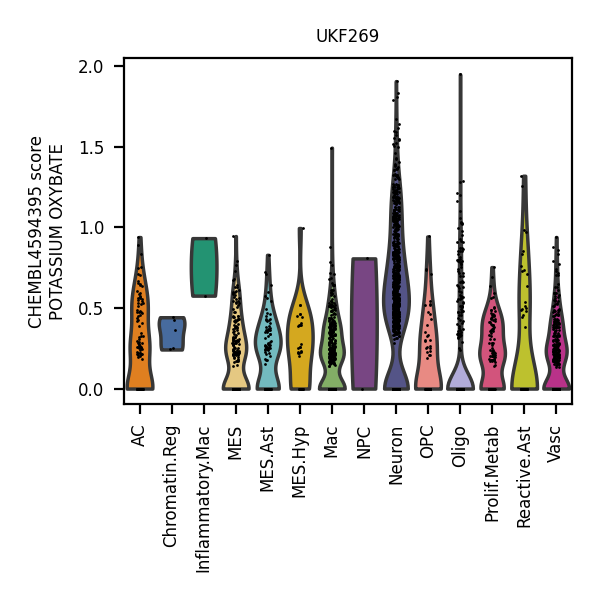 UKF269
CHEMBL4594395 score
POTASSIUM OXYBATE
2.0
1.5
1.0
0.5
0.0
AC
Chromatin.Reg
Inflammatory.Mac
MES
MES.Ast
MES.Hyp
Mac
NPC
Neuron
OPC
Oligo
Prolif.Metab
Reactive.Ast
Vasc